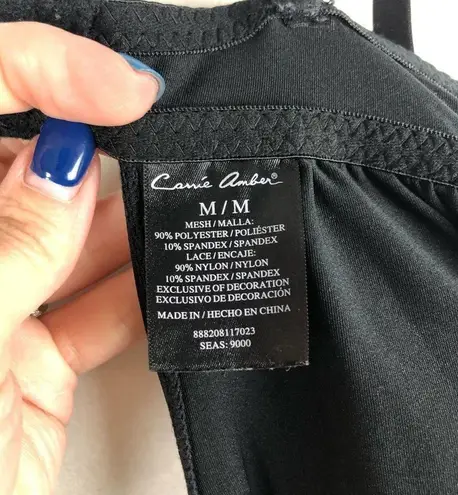 Carrie Amber®
M / M
MESH / MALLA:
90% POLYESTER / POLIÉSTER
10% SPANDEX / SPANDEX
LACE / ENCAJE:
90% NYLON / NYLON
10% SPANDEX / SPANDEX
EXCLUSIVE OF DECORATION
EXCLUSIVO DE DECORACIÓN
MADE IN / HECHO EN CHINA
888208117023
SEAS: 9000